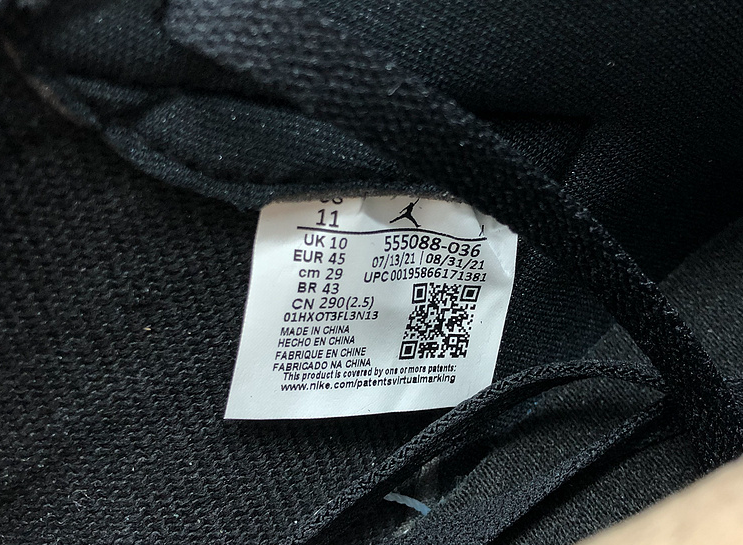 US
11
UK 10
EUR 45
cm 29
BR 43
CN 290 (2.5)
01HXOT3FL3N13
555088-036
07/13/21 | 08/31/21
UPC 00195866171381
MADE IN CHINA
HECHO EN CHINA
FABRIQUE EN CHINE
FABRICADO NA CHINA
This product is covered by one or more patents:
www.nike.com/patentsvirtualmarking